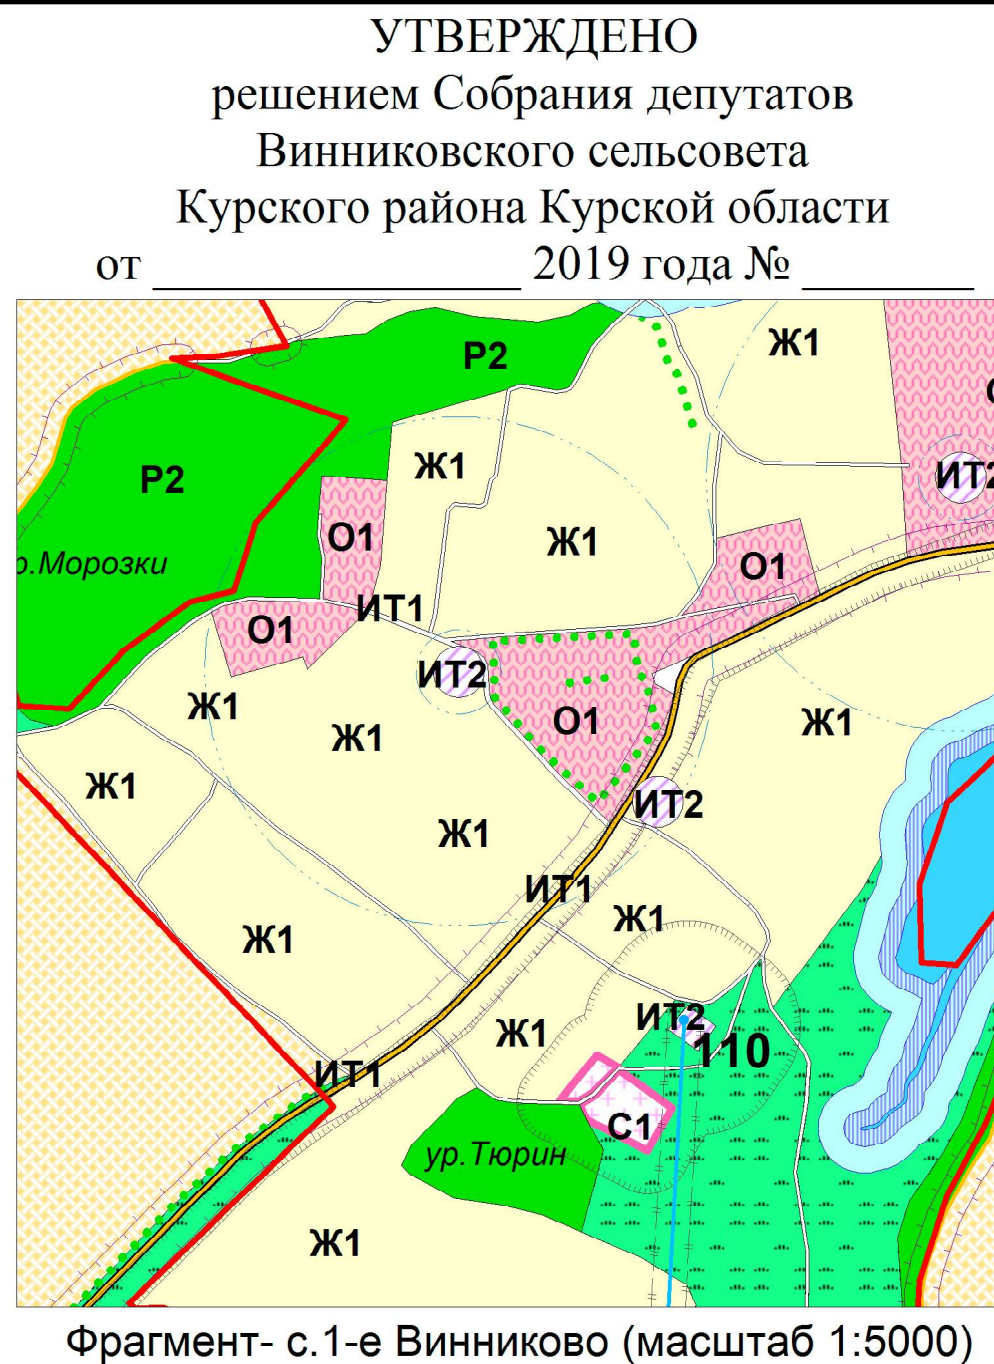 УТВЕРЖДЕНО
решением Собрания депутатов
Винниковского сельсовета
Курского района Курской области
от ______________ 2019 года № _______
Ж1
Р2
Ж1
Р2
ИТ2
О1
Ж1
О1
р.Морозки
ИТ1
О1
ИТ2
Ж1
О1
Ж1
Ж1
Ж1
ИТ2
Ж1
ИТ1
Ж1
Ж1
ИТ2
Ж1
110
ИТ1
С1
ур.Тюрин
Ж1
Фрагмент- с.1-е Винниково (масштаб 1:5000)